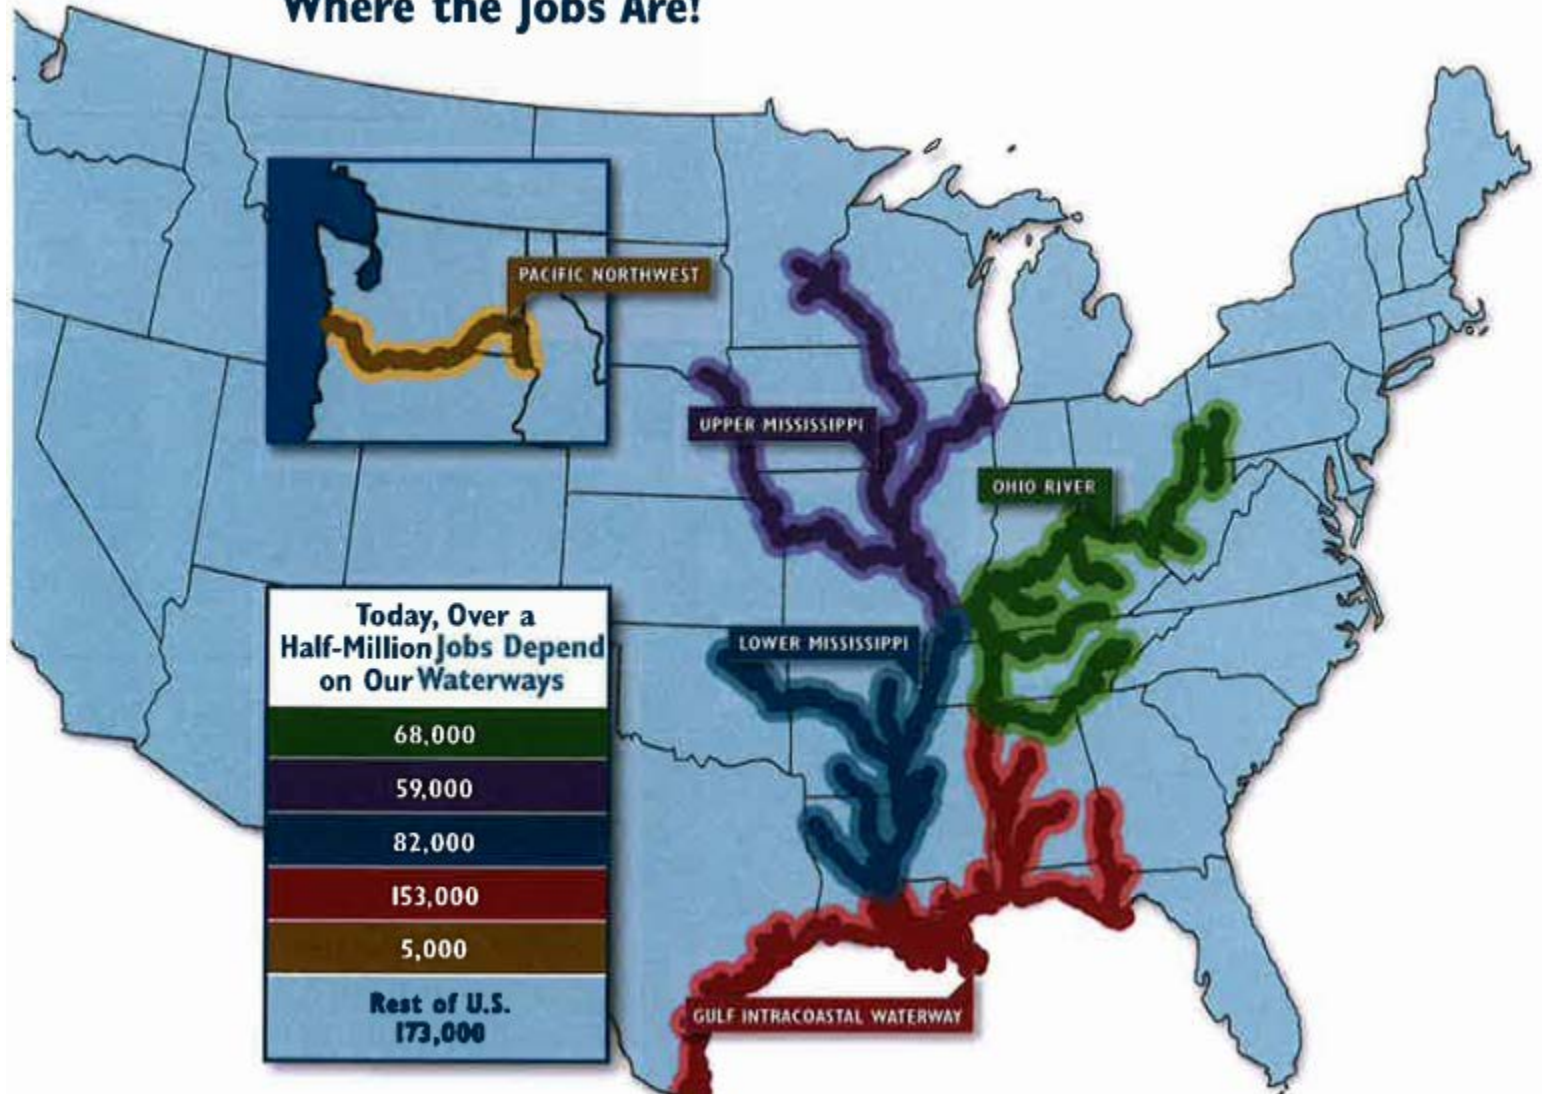 Where the Jobs Are!
PACIFIC NORTHWEST
UPPER MISSISSIPPI
OHIO RIVER
LOWER MISSISSIPPI
GULF INTRACOASTAL WATERWAY
Today, Over a
Half-Million Jobs Depend
on Our Waterways
68,000
59,000
82,000
153,000
5,000
Rest of U.S.
173,000